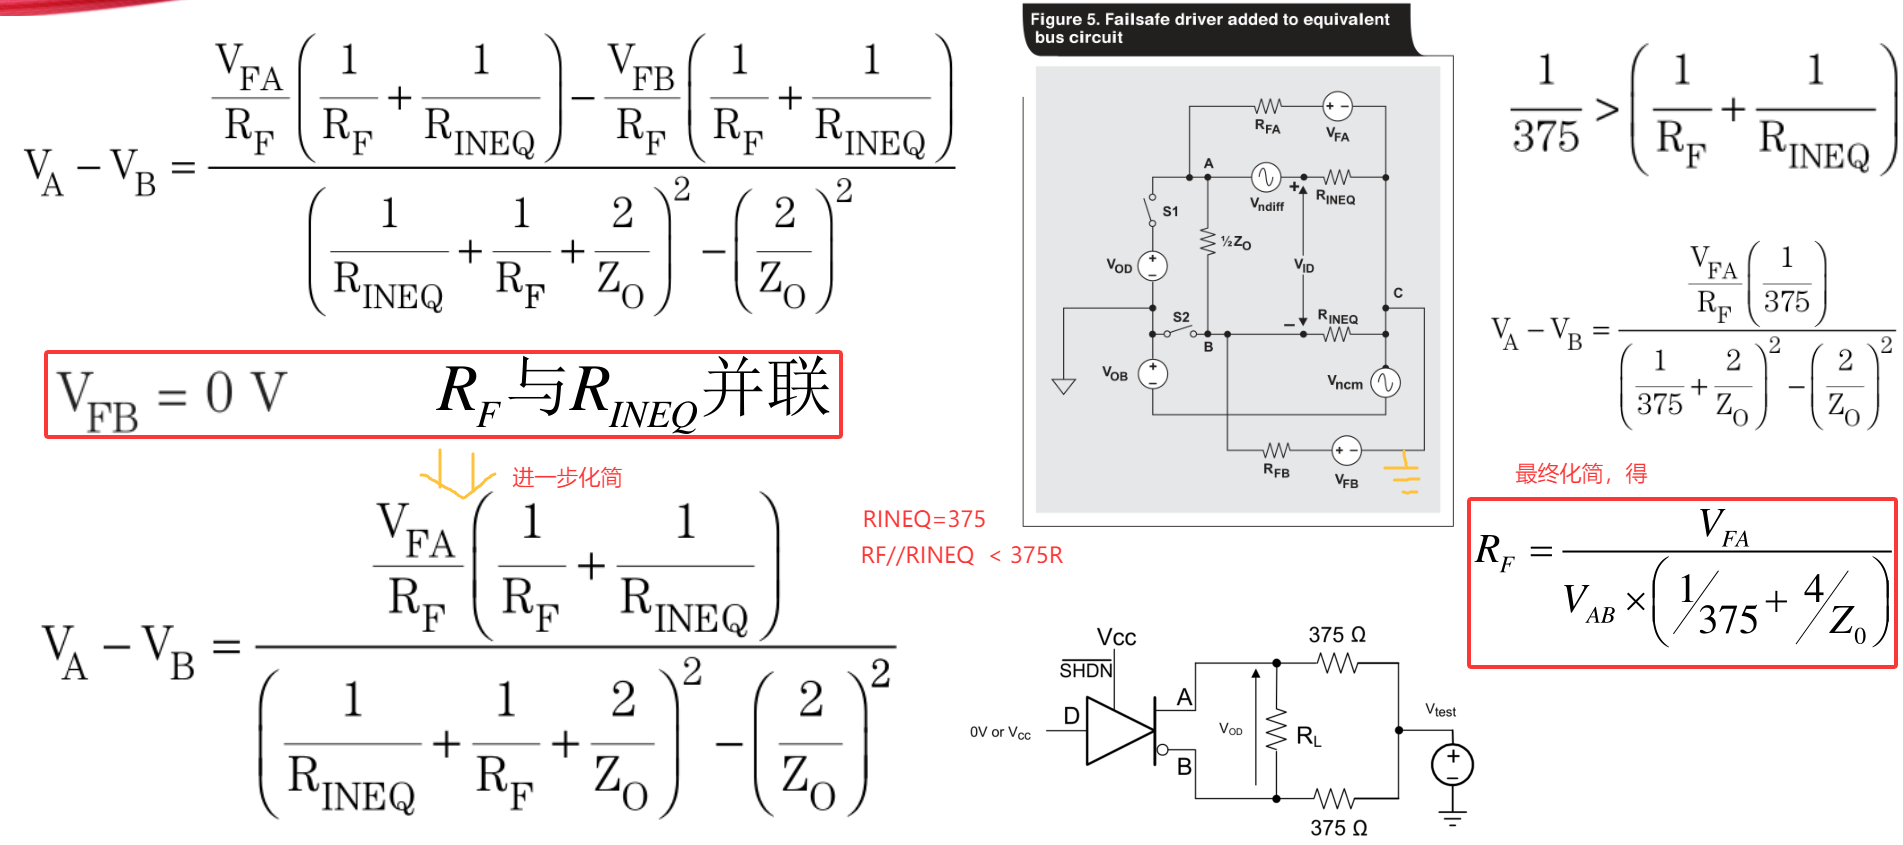 V_A − V_B = \frac{\frac{V_{FA}}{R_F}\left(\frac{1}{R_F}+\frac{1}{R_{INEQ}}\right) − \frac{V_{FB}}{R_F}\left(\frac{1}{R_F}+\frac{1}{R_{INEQ}}\right)}{\left(\frac{1}{R_{INEQ}}+\frac{1}{R_F}+\frac{2}{Z_O}\right)^2 − \left(\frac{2}{Z_O}\right)^2}
V_{FB} = 0 V
R_F与R_{INEQ}并联
进一步化简
V_A − V_B = \frac{\frac{V_{FA}}{R_F}\left(\frac{1}{R_F}+\frac{1}{R_{INEQ}}\right)}{\left(\frac{1}{R_{INEQ}}+\frac{1}{R_F}+\frac{2}{Z_O}\right)^2 − \left(\frac{2}{Z_O}\right)^2}
RINEQ=375
RF//RINEQ < 375R
Figure 5. Failsafe driver added to equivalent
bus circuit
R_{FA}
V_{FA}
A
V_{ndiff}
+
R_{INEQ}
S1
½Z_O
V_{OD}
V_{ID}
C
S2
B
−
R_{INEQ}
V_{OB}
V_{ncm}
R_{FB}
V_{FB}
Vcc
SHDN
D
0V or Vcc
A
B
V_{OD}
R_L
375 Ω
375 Ω
V_{test}
\frac{1}{375} > \left(\frac{1}{R_F}+\frac{1}{R_{INEQ}}\right)
V_A − V_B = \frac{\frac{V_{FA}}{R_F}\left(\frac{1}{375}\right)}{\left(\frac{1}{375}+\frac{2}{Z_O}\right)^2 − \left(\frac{2}{Z_O}\right)^2}
最终化简，得
R_F = \frac{V_{FA}}{V_{AB} × \left(1/375 + 4/Z_0\right)}